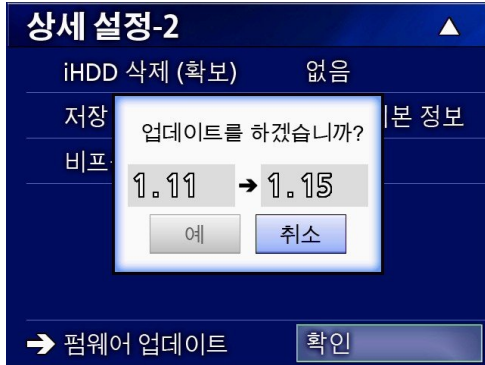 상세 설정-2
iHDD 삭제 (확보) 없음
저장 본 정보
비프
업데이트를 하겠습니까?
1.11 → 1.15
예 취소
→ 펌웨어 업데이트 확인